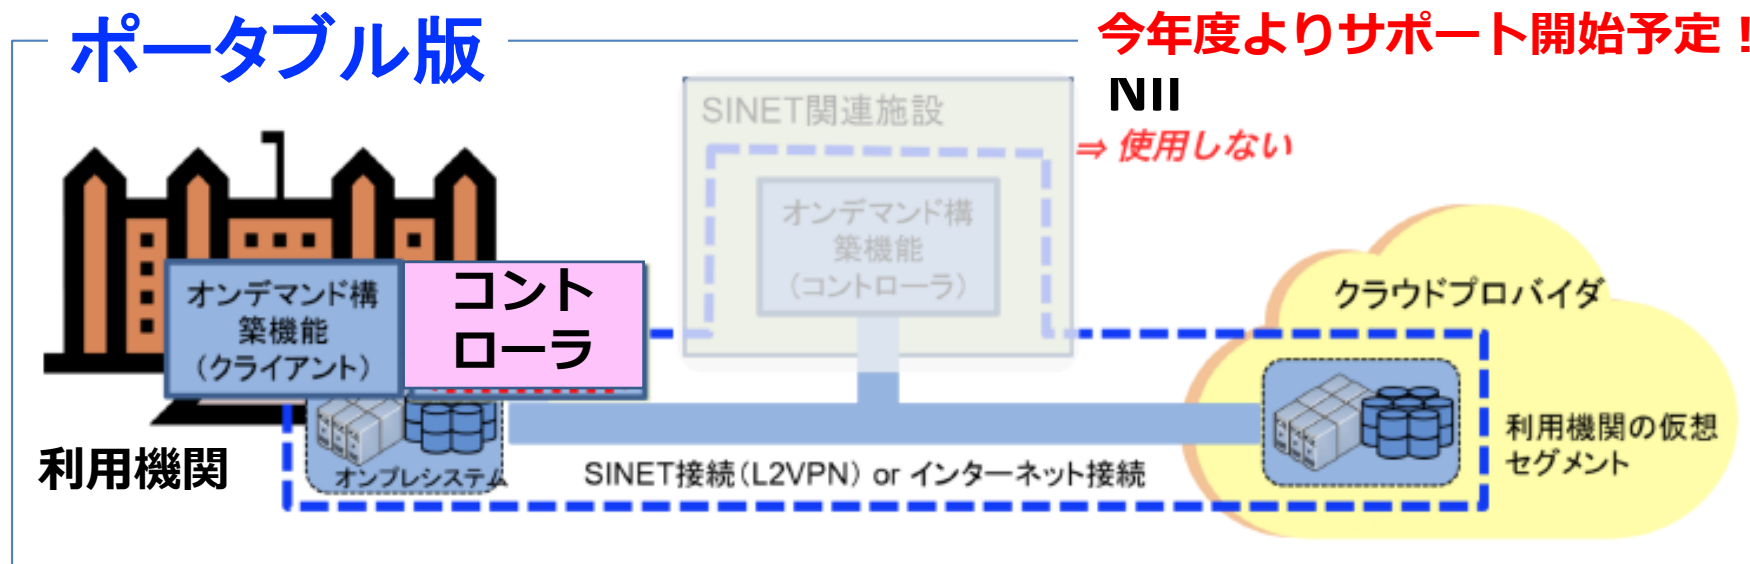 ポータブル版
今年度よりサポート開始予定！
NII
⇒ 使用しない
SINET関連施設
オンデマンド構
築機能
（コントローラ）
オンデマンド構
築機能
（クライアント）
コント
ローラ
クラウドプロバイダ
利用機関
オンプレシステム
SINET接続（L2VPN） or インターネット接続
利用機関の仮想
セグメント